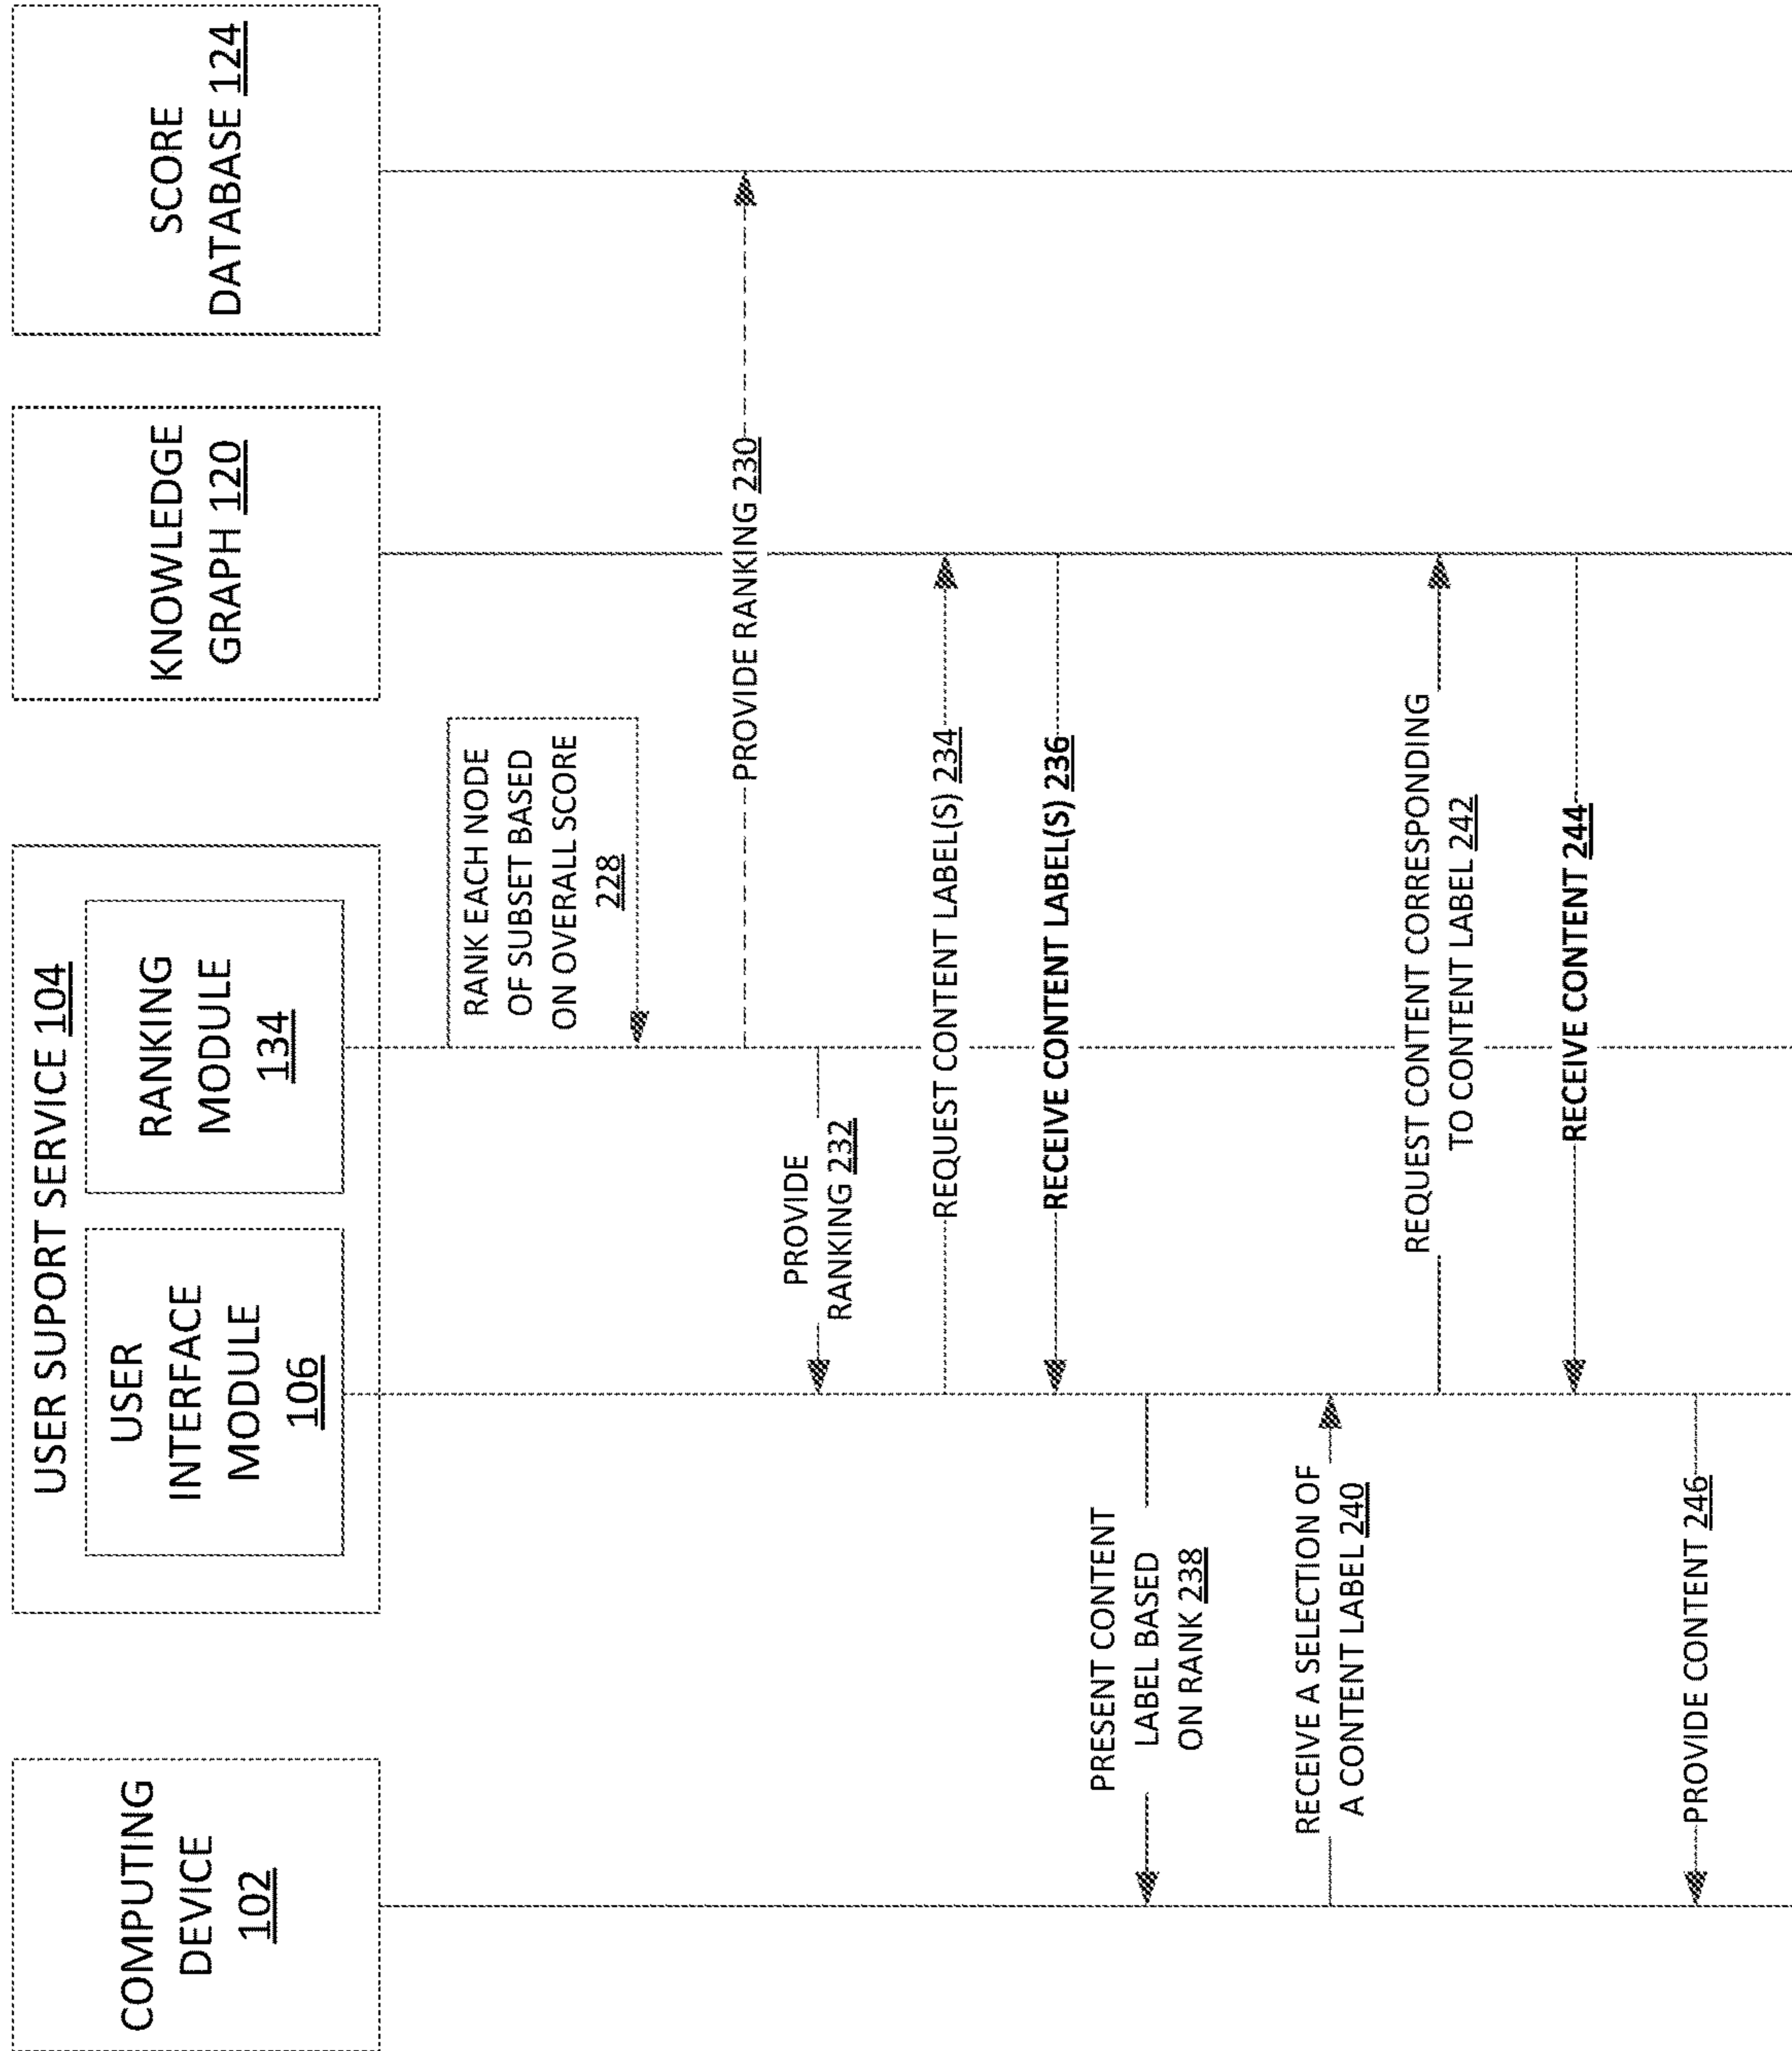 COMPUTING
DEVICE
102
USER SUPORT SERVICE 104
USER
INTERFACE
MODULE
106
RANKING
MODULE
134
KNOWLEDGE
GRAPH 120
SCORE
DATABASE 124
RANK EACH NODE
OF SUBSET BASED
ON OVERALL SCORE
228
PROVIDE RANKING 230
PROVIDE
RANKING 232
REQUEST CONTENT LABEL(S) 234
RECEIVE CONTENT LABEL(S) 236
PRESENT CONTENT
LABEL BASED
ON RANK 238
RECEIVE A SELECTION OF
A CONTENT LABEL 240
REQUEST CONTENT CORRESPONDING
TO CONTENT LABEL 242
RECEIVE CONTENT 244
PROVIDE CONTENT 246